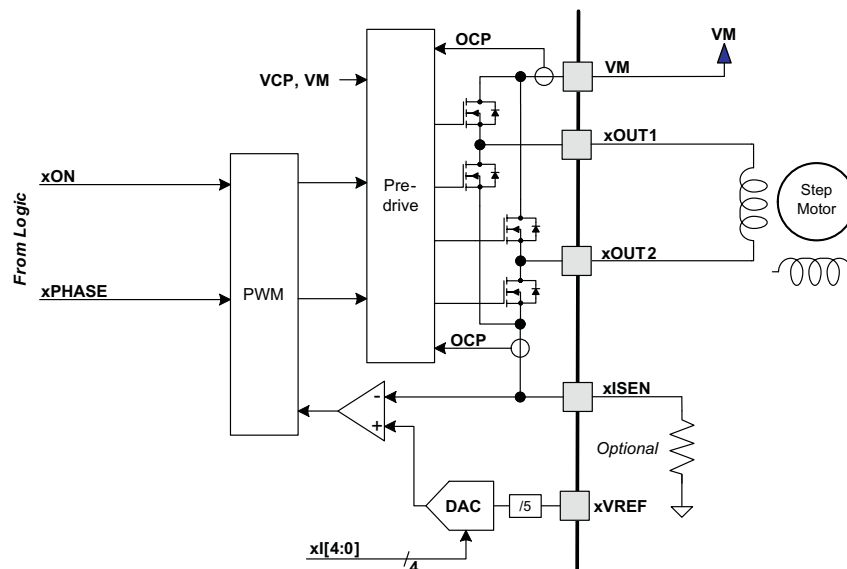 OCP
VM
VM
VCP, VM
xOUT1
xON
Pre-
drive
Step
Motor
From Logic
xOUT2
xPHASE
PWM
OCP
xISEN
-
+
Optional
DAC
/5
xVREF
xI[4:0]
4